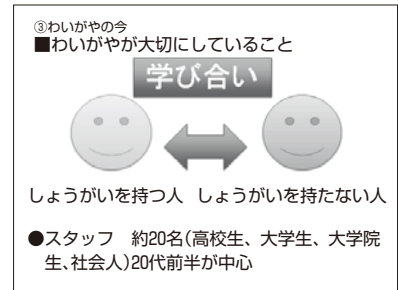 ③わいがやの今
■わいがやが大切にしていること
学び合い
しょうがいを持つ人 しょうがいを持たない人
●スタッフ 約20名(高校生、大学生、大学院
生、社会人)20代前半が中心